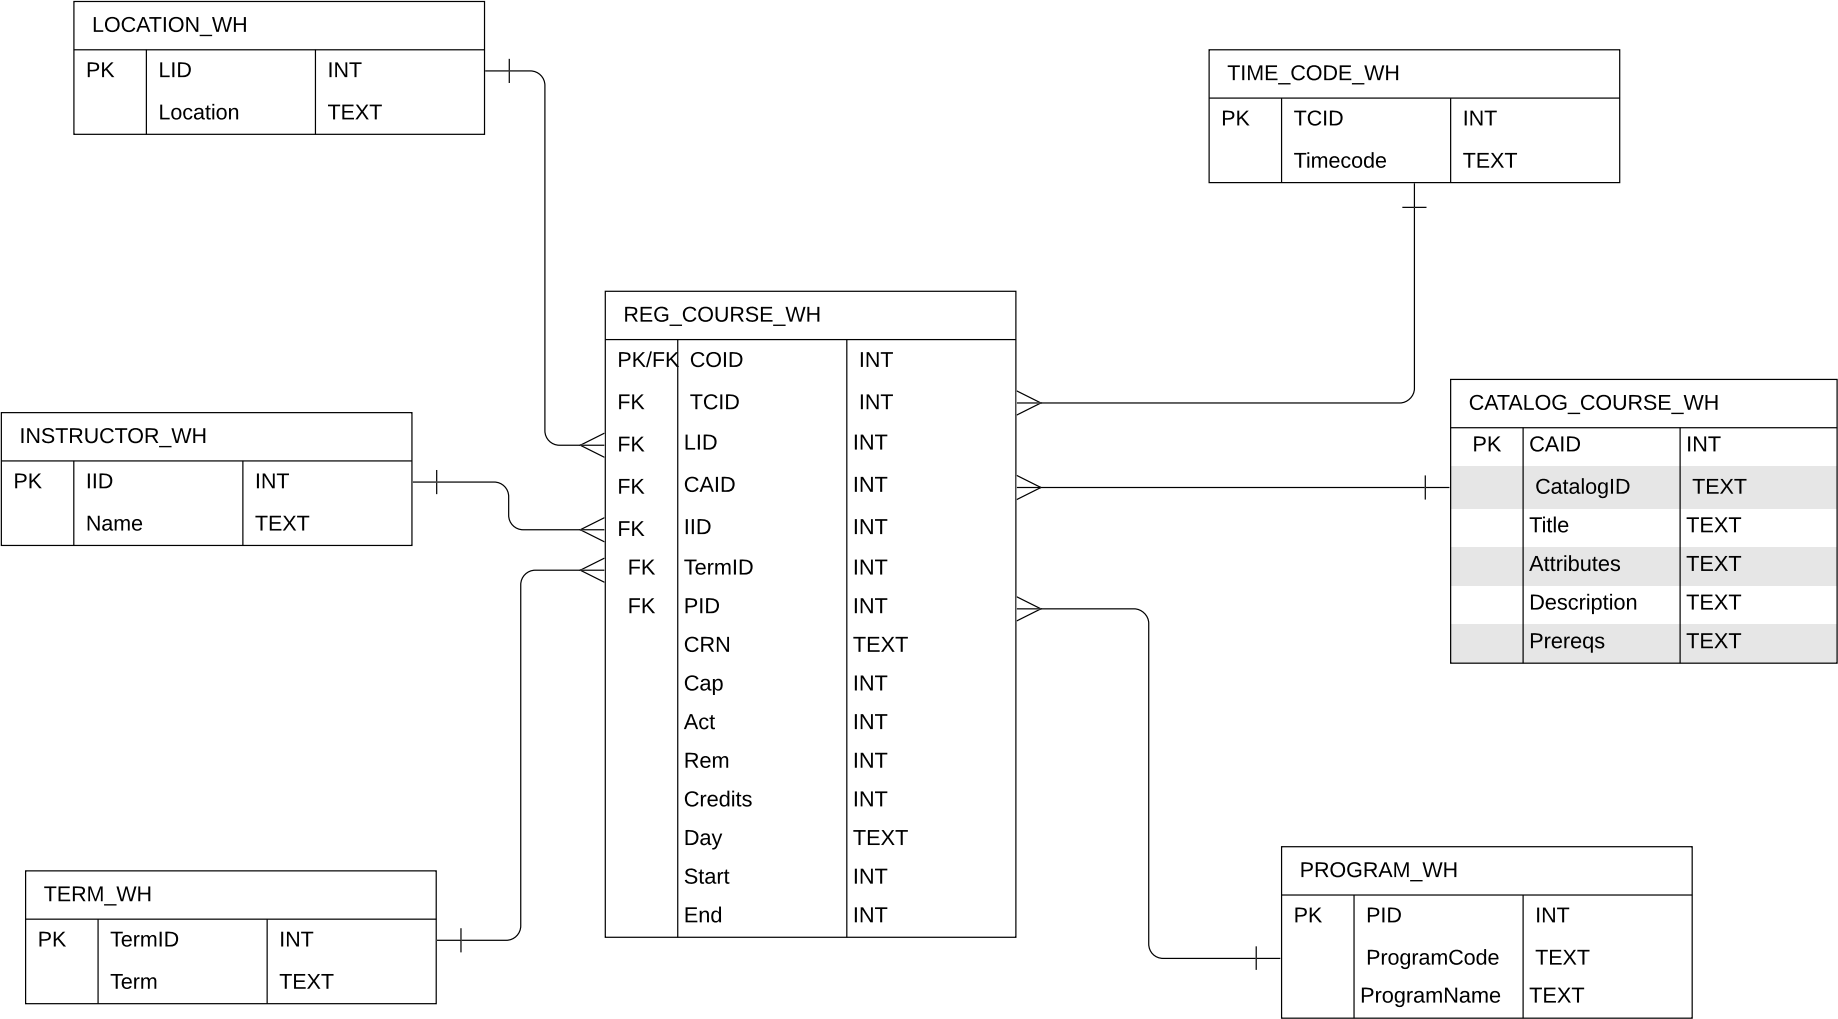 LOCATION_WH
PK LID INT
Location TEXT
TIME_CODE_WH
PK TCID INT
Timecode TEXT
REG_COURSE_WH
PK/FK COID INT
FK TCID INT
FK LID INT
FK CAID INT
FK IID INT
FK TermID INT
FK PID INT
CRN TEXT
Cap INT
Act INT
Rem INT
Credits INT
Day TEXT
Start INT
End INT
INSTRUCTOR_WH
PK IID INT
Name TEXT
CATALOG_COURSE_WH
PK CAID INT
CatalogID TEXT
Title TEXT
Attributes TEXT
Description TEXT
Prereqs TEXT
TERM_WH
PK TermID INT
Term TEXT
PROGRAM_WH
PK PID INT
ProgramCode TEXT
ProgramName TEXT